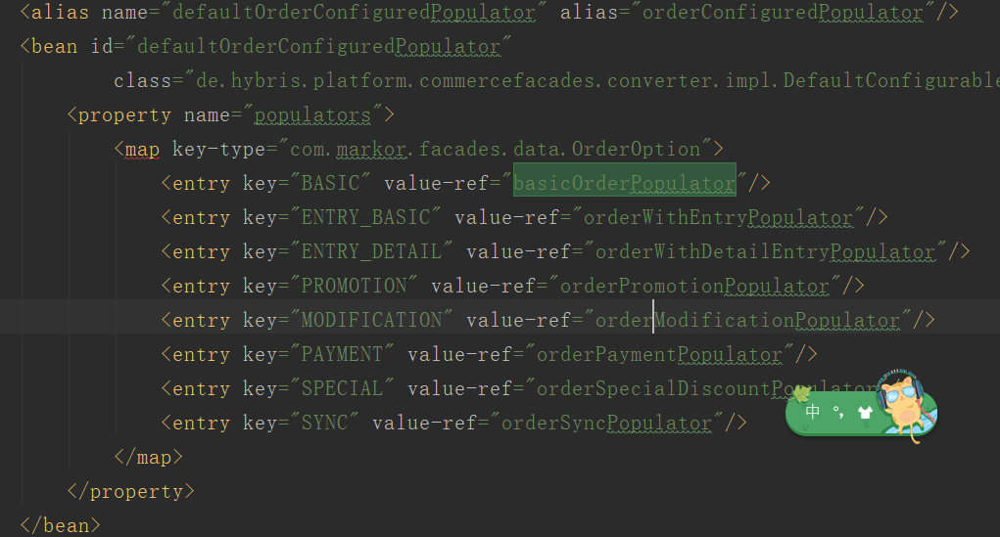 <alias name="defaultOrderConfiguredPopulator" alias="orderConfiguredPopulator"/>
<bean id="defaultOrderConfiguredPopulator"
class="de.hybris.platform.commercefacades.converter.impl.DefaultConfigurable
<property name="populators">
<map key-type="com.markor.facades.data.OrderOption">
<entry key="BASIC" value-ref="basicOrderPopulator"/>
<entry key="ENTRY_BASIC" value-ref="orderWithEntryPopulator"/>
<entry key="ENTRY_DETAIL" value-ref="orderWithDetailEntryPopulator"/>
<entry key="PROMOTION" value-ref="orderPromotionPopulator"/>
<entry key="MODIFICATION" value-ref="orderModificationPopulator"/>
<entry key="PAYMENT" value-ref="orderPaymentPopulator"/>
<entry key="SPECIAL" value-ref="orderSpecialDiscountPopulator
<entry key="SYNC" value-ref="orderSyncPopulator"/>
中 °,
</map>
</property>
</bean>